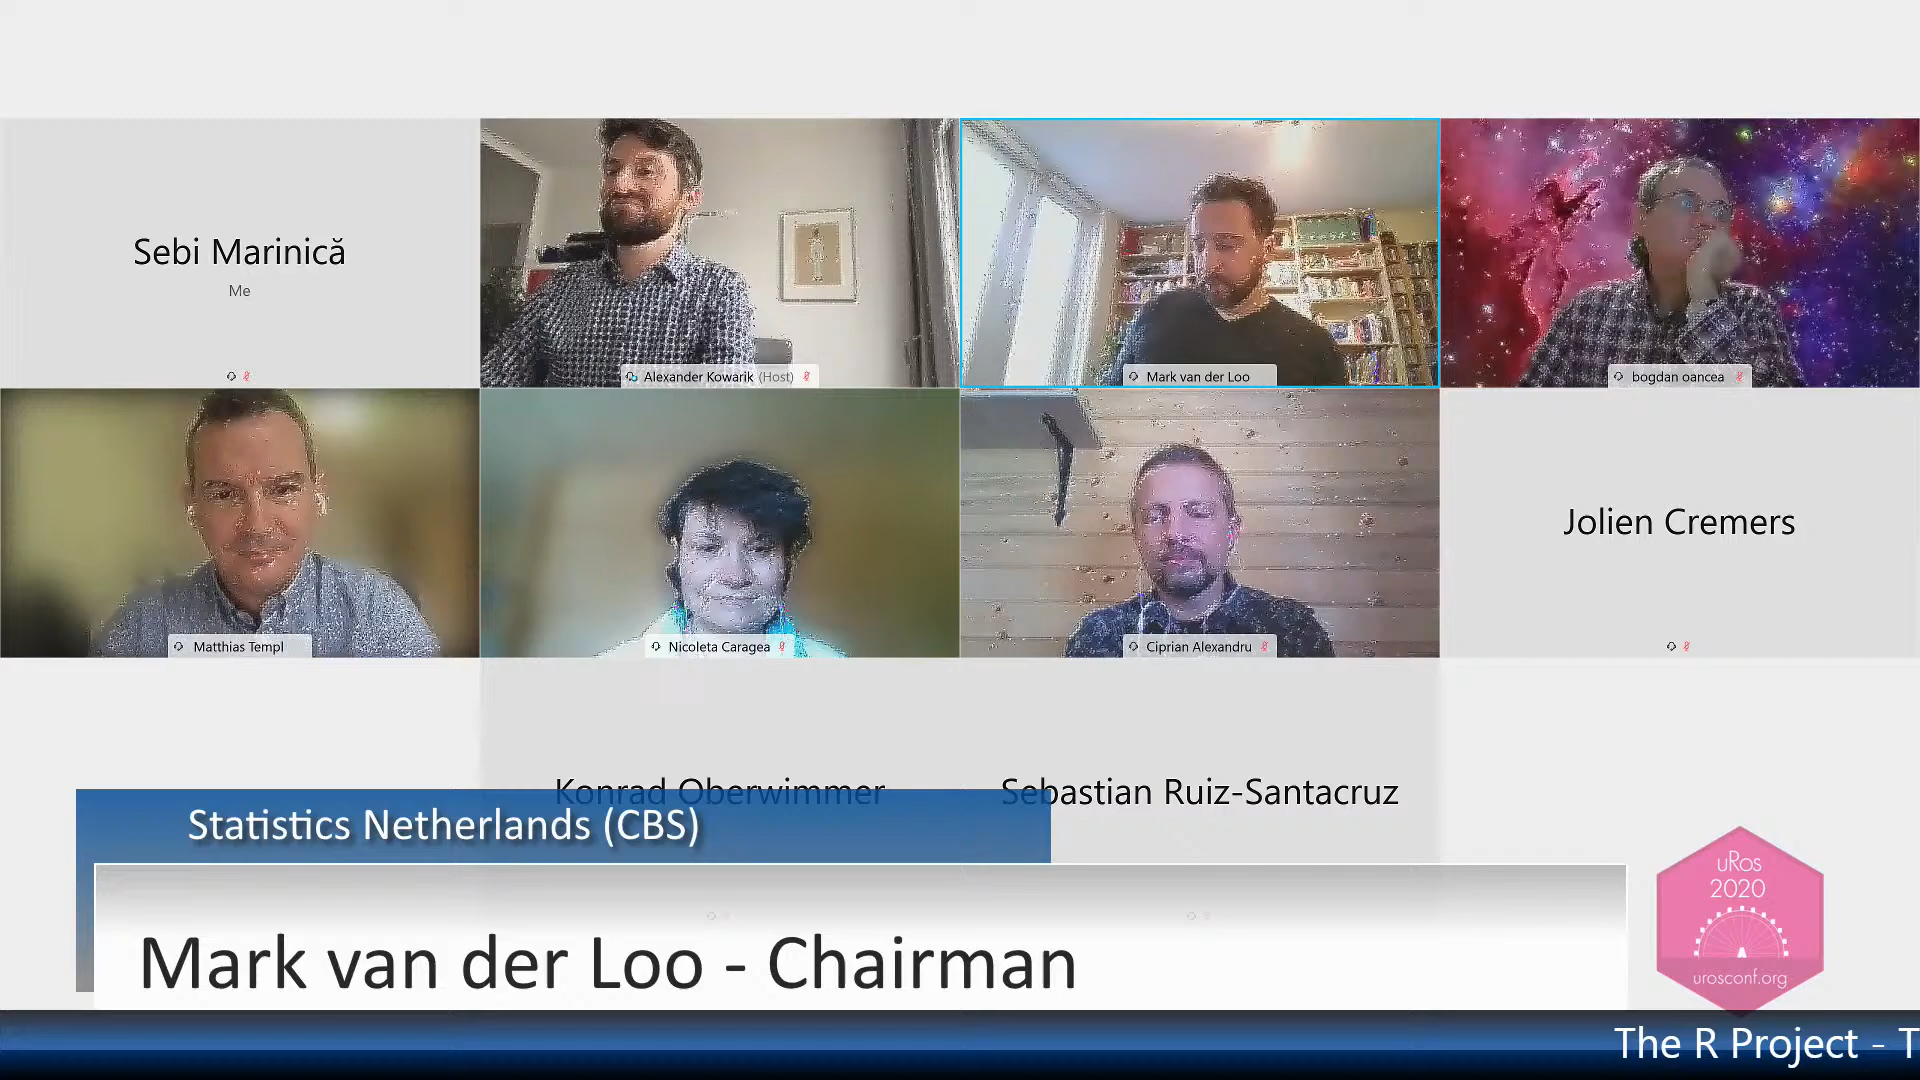 Sebi Marinică
Me
Alexander Kowarik (Host)
Mark van der Loo
bogdan oancea
Matthias Templ
Nicoleta Caragea
Ciprian Alexandru
Jolien Cremers
Konrad Oberwimmer
Sebastian Ruiz-Santacruz
Statistics Netherlands (CBS)
Mark van der Loo - Chairman
uRos
2020
urosconf.org
The R Project - T